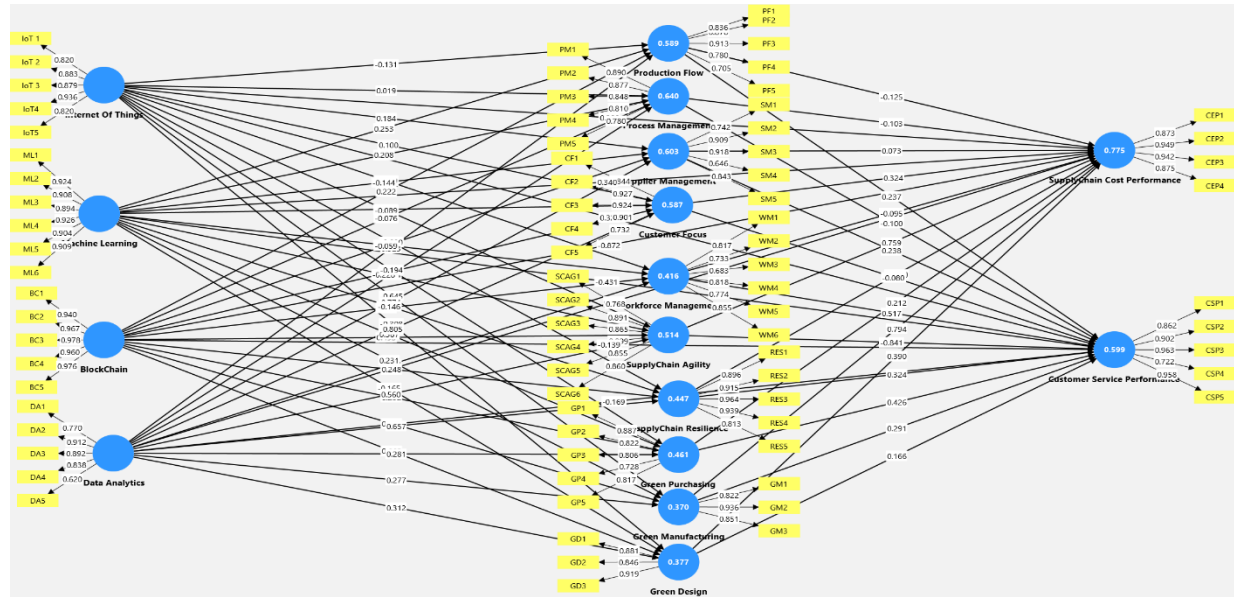 IoT 1
IoT 2
IoT 3
IoT4
IoT5
0.820
0.883
0.879
0.936
0.820
Internet Of Things
ML1
ML2
ML3
ML4
ML5
ML6
0.924
0.908
0.894
0.926
0.904
0.909
Machine Learning
BC1
BC2
BC3
BC4
BC5
0.940
0.967
0.978
0.960
0.976
BlockChain
DA1
DA2
DA3
DA4
DA5
0.770
0.912
0.892
0.838
0.620
Data Analytics
-0.131
0.019
0.184
0.253
0.100
0.208
-0.144
0.222
-0.089
-0.076
-0.059
-0.194
0.146
0.805
0.231
0.248
0.560
-0.169
0.657
0.281
0.277
0.312
-0.431
-0.139
-0.872
PF1
PF2
PF3
PF4
PF5
0.836
0.913
0.780
0.705
0.589
Production Flow
PM1
PM2
PM3
PM4
PM5
0.890
0.877
0.848
0.810
0.780
0.640
Process Management
SM1
SM2
SM3
SM4
SM5
0.742
0.909
0.918
0.646
0.843
0.603
Supplier Management
CF1
CF2
CF3
CF4
CF5
0.927
0.924
0.901
0.732
0.587
Customer Focus
WM1
WM2
WM3
WM4
WM5
WM6
0.817
0.733
0.683
0.818
0.774
0.855
0.416
Workforce Management
SCAG1
SCAG2
SCAG3
SCAG4
SCAG5
SCAG6
0.768
0.891
0.865
0.855
0.860
0.514
SupplyChain Agility
RES1
RES2
RES3
RES4
RES5
0.896
0.915
0.964
0.939
0.813
0.447
SupplyChain Resilience
GP1
GP2
GP3
GP4
GP5
0.887
0.822
0.806
0.728
0.817
0.461
Green Purchasing
GM1
GM2
GM3
0.822
0.936
0.851
0.370
Green Manufacturing
GD1
GD2
GD3
0.881
0.846
0.919
0.377
Green Design
-0.125
-0.103
0.073
0.324
0.237
-0.095
-0.100
0.759
0.238
-0.080
0.212
0.517
0.794
-0.841
0.390
0.324
0.426
0.291
0.166
0.775
SupplyChain Cost Performance
CEP1
CEP2
CEP3
CEP4
0.873
0.949
0.942
0.875
0.599
Customer Service Performance
CSP1
CSP2
CSP3
CSP4
CSP5
0.862
0.902
0.963
0.722
0.958